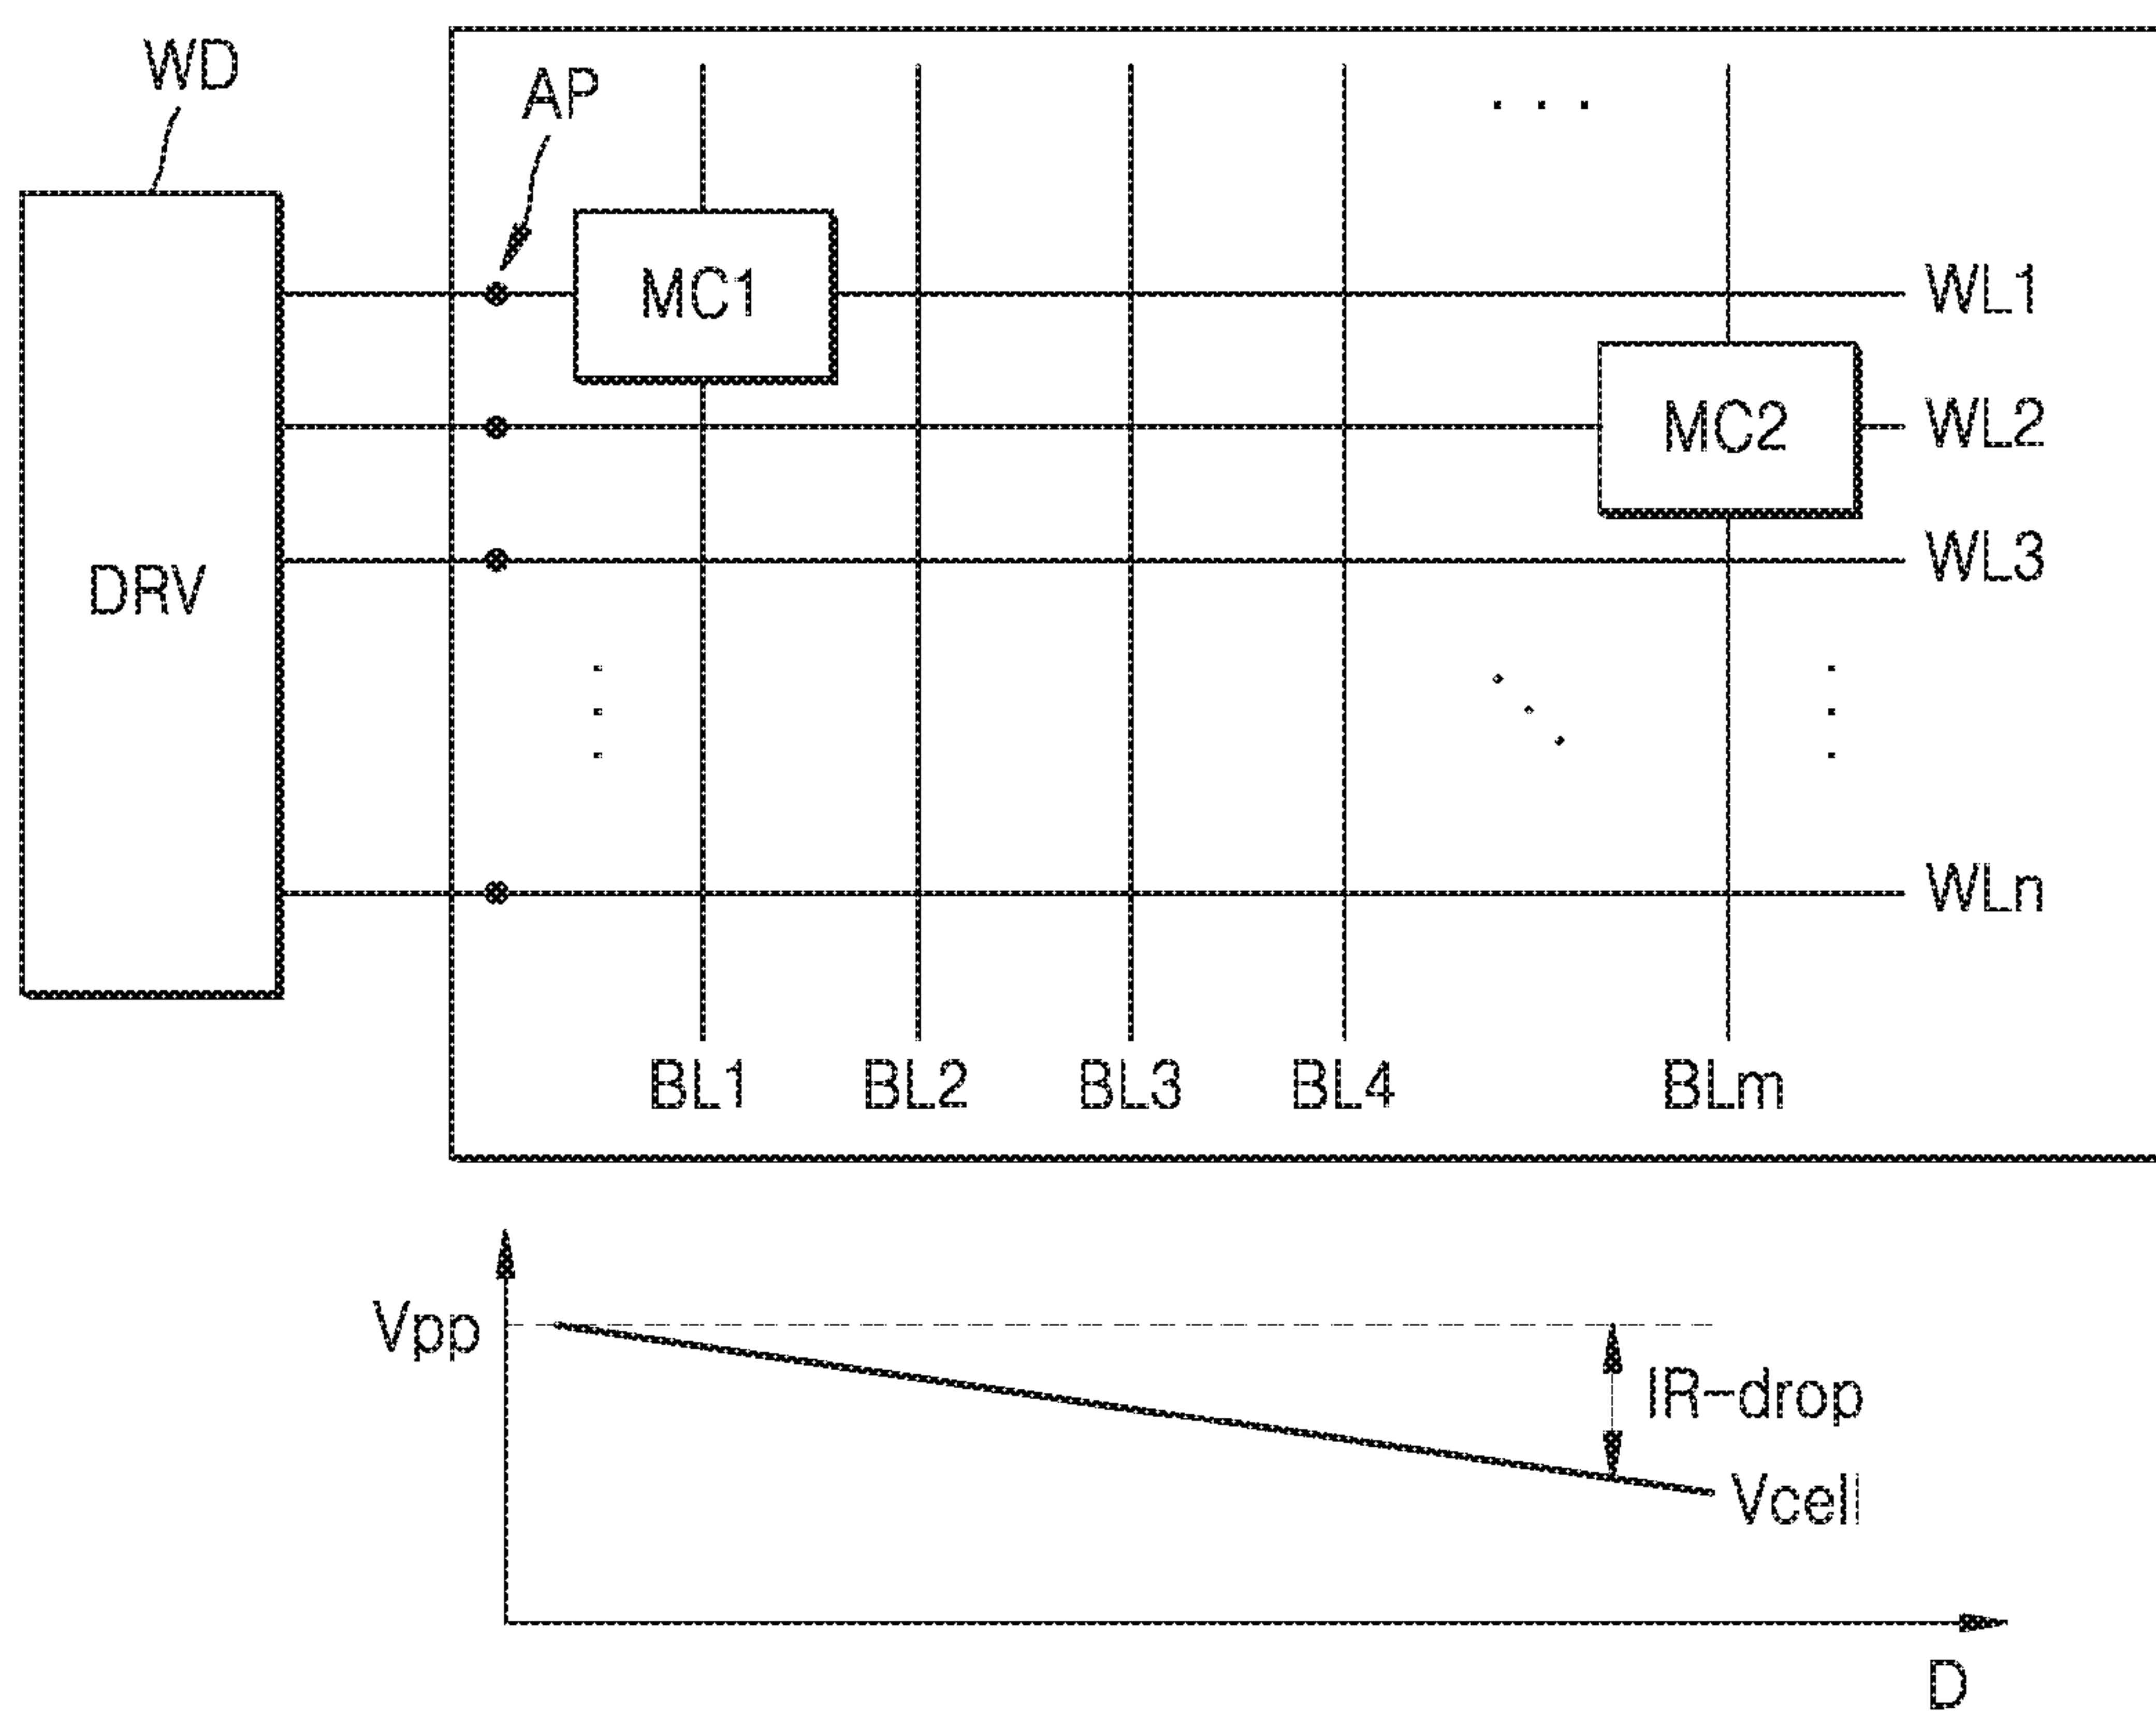 WD
AP
. . .
MC1
WL1
MC2
WL2
DRV
WL3
WLn
BL1 BL2 BL3 BL4 BLm
Vpp
IR-drop
Vcell
D